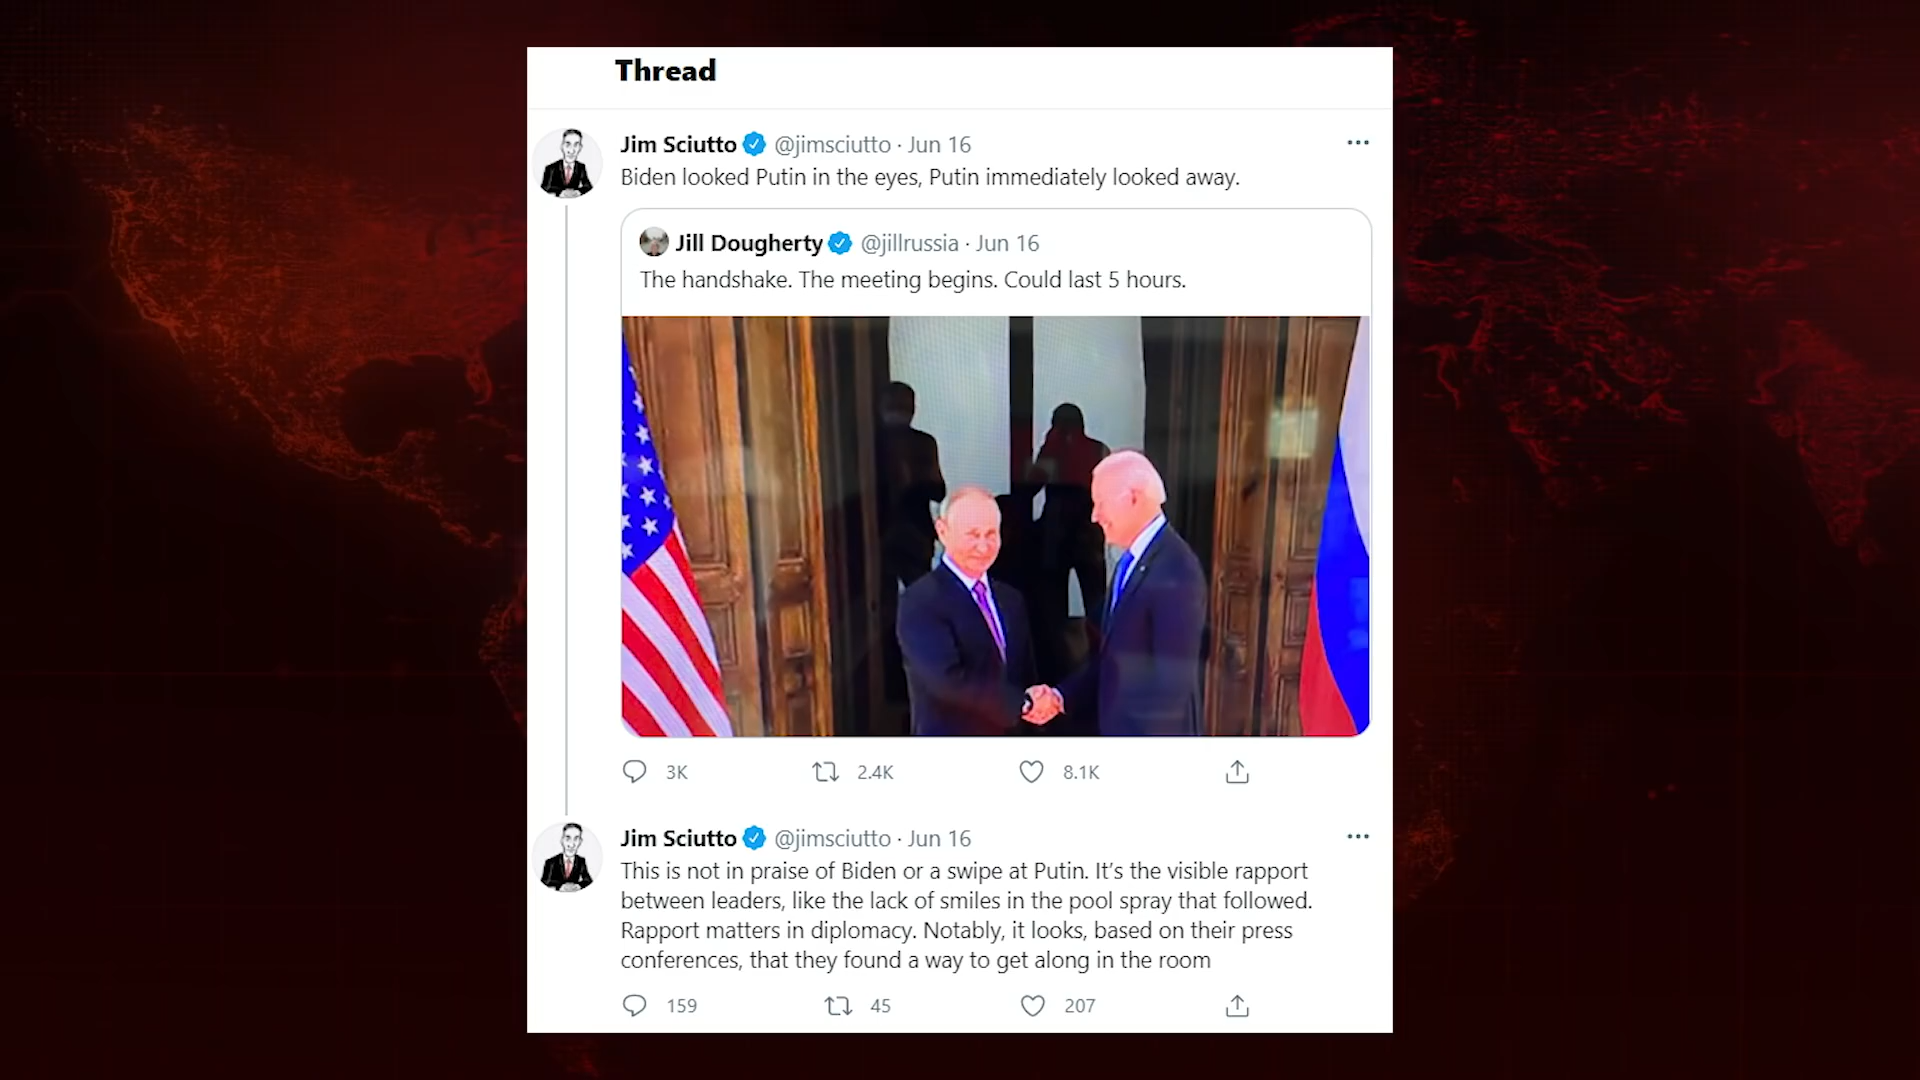 Thread
Jim Sciutto @jimsciutto · Jun 16
Biden looked Putin in the eyes, Putin immediately looked away.
Jill Dougherty @jillrussia · Jun 16
The handshake. The meeting begins. Could last 5 hours.
3K 2.4K 8.1K
Jim Sciutto @jimsciutto · Jun 16
This is not in praise of Biden or a swipe at Putin. It’s the visible rapport
between leaders, like the lack of smiles in the pool spray that followed.
Rapport matters in diplomacy. Notably, it looks, based on their press
conferences, that they found a way to get along in the room
159 45 207